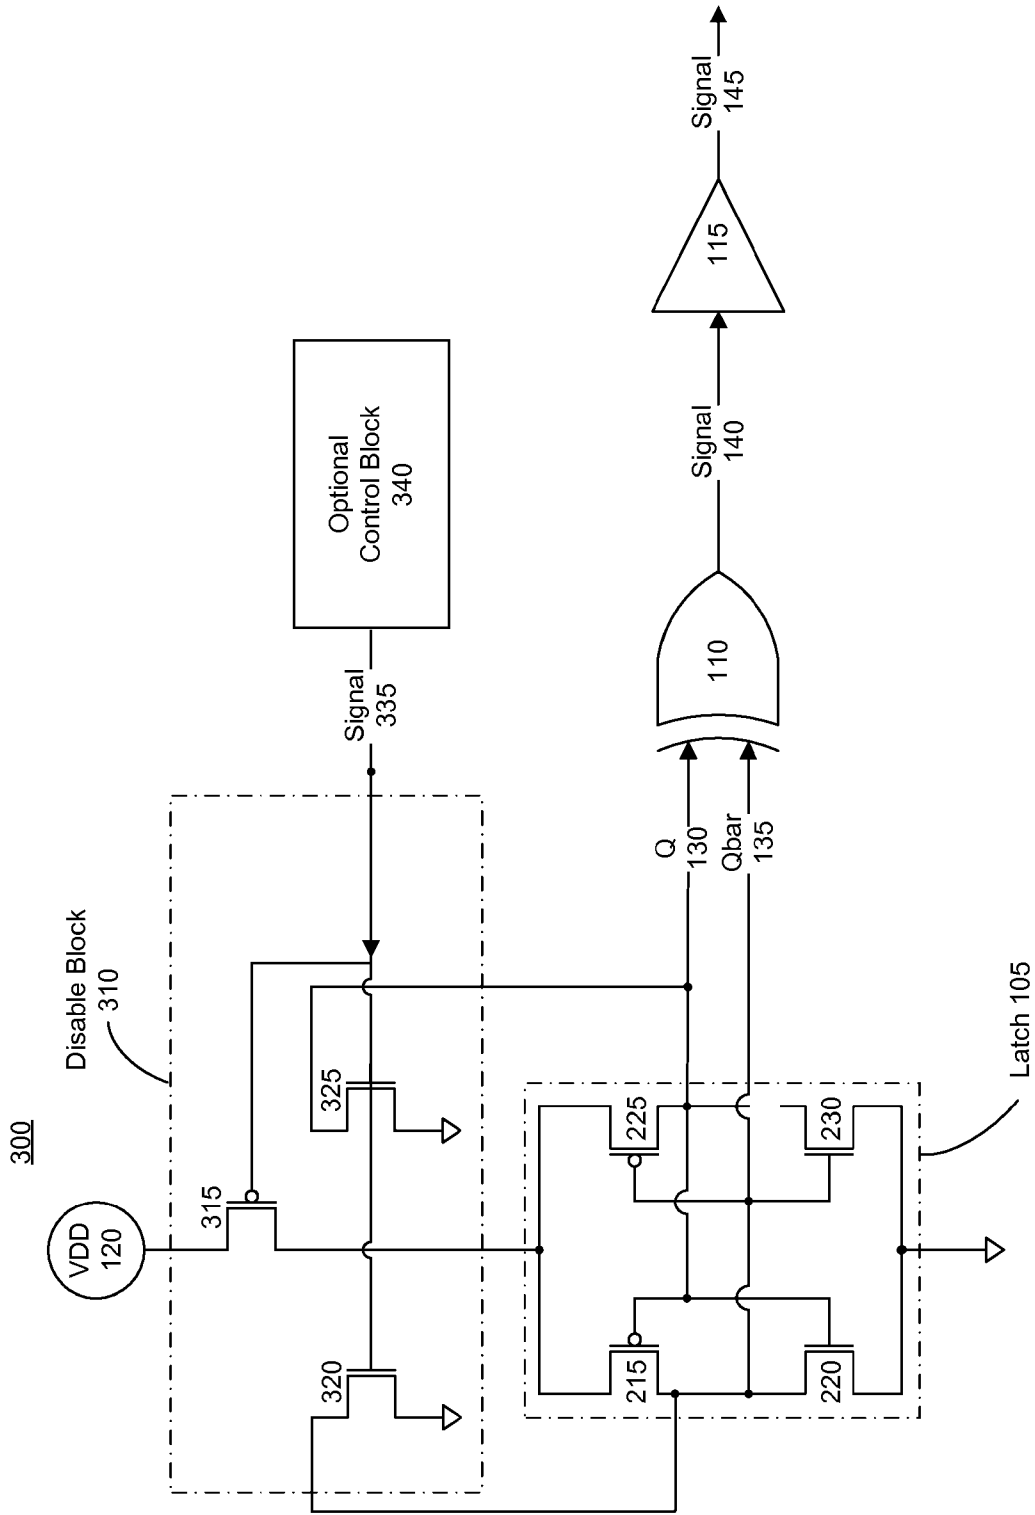 300
Disable Block
310
VDD
120
315
320
325
Signal
335
Optional
Control Block
340
215
220
225
230
Latch 105
Q
130
Qbar
135
110
Signal
140
115
Signal
145